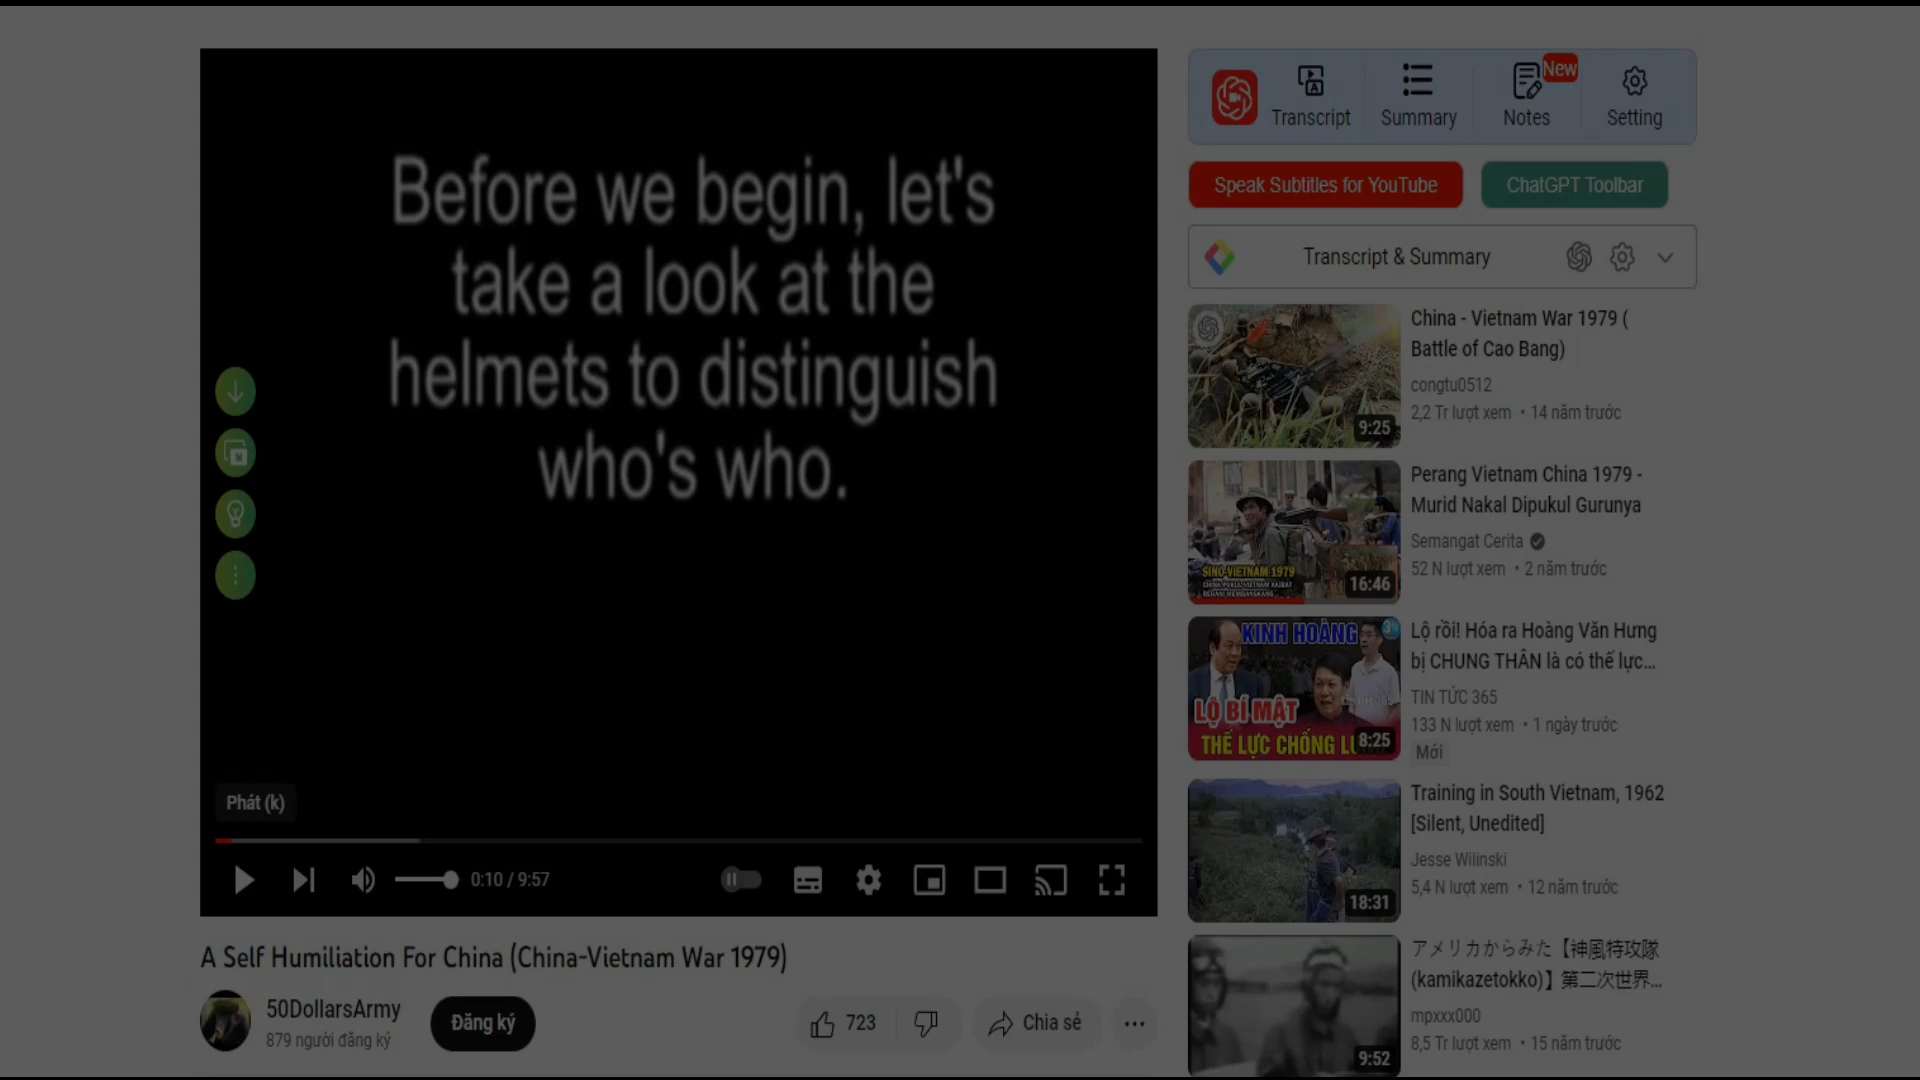 Before we begin, let's
take a look at the
helmets to distinguish
who's who.
Phát (k)
0:10 / 9:57
A Self Humiliation For China (China-Vietnam War 1979)
50DollarsArmy
879 người đăng ký
Đăng ký
723
Chia sẻ
Transcript
Summary
New
Notes
Setting
Speak Subtitles for YouTube
ChatGPT Toolbar
Transcript & Summary
9:25
China - Vietnam War 1979 (
Battle of Cao Bang)
congtu0512
2,2 Tr lượt xem • 14 năm trước
SINO-VIETNAM 1979
16:46
Perang Vietnam China 1979 -
Murid Nakal Dipukul Gurunya
Semangat Cerita
52 N lượt xem • 2 năm trước
KINH HOÀNG
LỘ BÍ MẬT
THẾ LỰC CHỐNG
8:25
Lộ rồi! Hóa ra Hoàng Văn Hưng
bị CHUNG THÂN là có thế lực...
TIN TỨC 365
133 N lượt xem • 1 ngày trước
Mới
18:31
Training in South Vietnam, 1962
[Silent, Unedited]
Jesse Wilinski
5,4 N lượt xem • 12 năm trước
9:52
アメリカからみた【神風特攻隊
(kamikazetokko)】第二次世界...
mpxxx000
8,5 Tr lượt xem • 15 năm trước